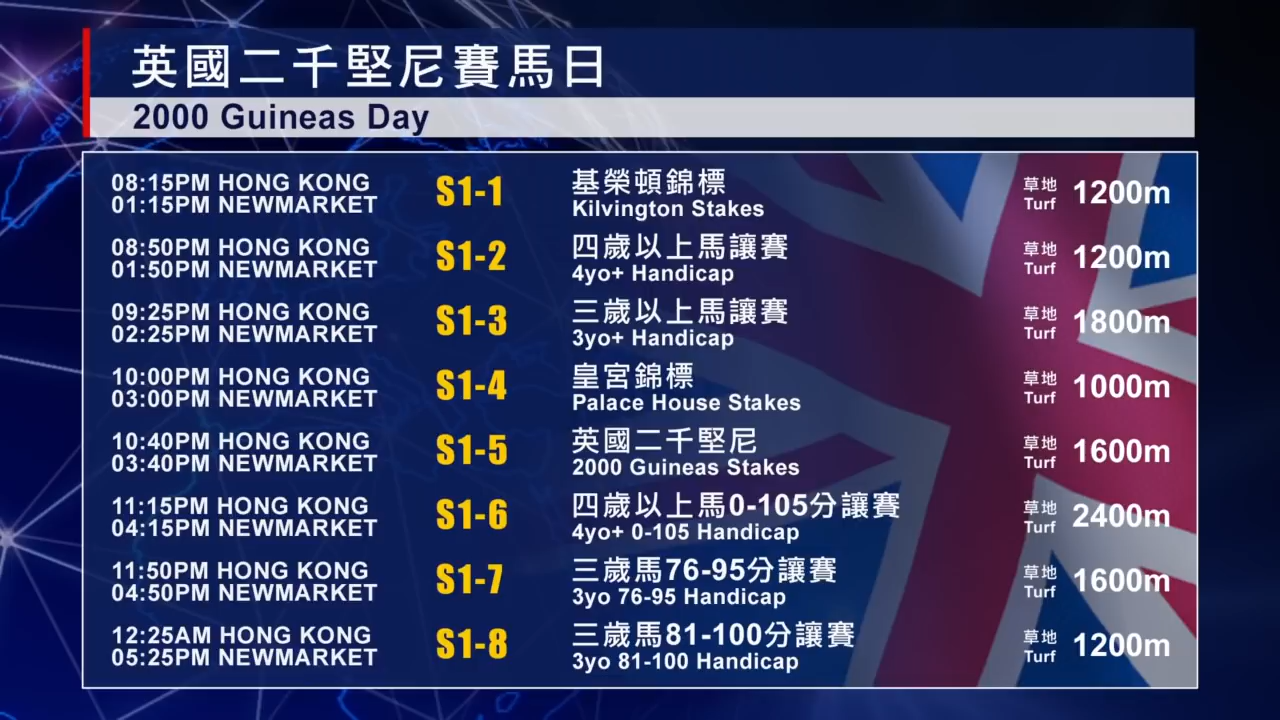 英國二千堅尼賽馬日
2000 Guineas Day
08:15PM HONG KONG
01:15PM NEWMARKET
S1-1
基榮頓錦標
Kilvington Stakes
草地
Turf
1200m
08:50PM HONG KONG
01:50PM NEWMARKET
S1-2
四歲以上馬讓賽
4yo+ Handicap
草地
Turf
1200m
09:25PM HONG KONG
02:25PM NEWMARKET
S1-3
三歲以上馬讓賽
3yo+ Handicap
草地
Turf
1800m
10:00PM HONG KONG
03:00PM NEWMARKET
S1-4
皇宮錦標
Palace House Stakes
草地
Turf
1000m
10:40PM HONG KONG
03:40PM NEWMARKET
S1-5
英國二千堅尼
2000 Guineas Stakes
草地
Turf
1600m
11:15PM HONG KONG
04:15PM NEWMARKET
S1-6
四歲以上馬0-105分讓賽
4yo+ 0-105 Handicap
草地
Turf
2400m
11:50PM HONG KONG
04:50PM NEWMARKET
S1-7
三歲馬76-95分讓賽
3yo 76-95 Handicap
草地
Turf
1600m
12:25AM HONG KONG
05:25PM NEWMARKET
S1-8
三歲馬81-100分讓賽
3yo 81-100 Handicap
草地
Turf
1200m